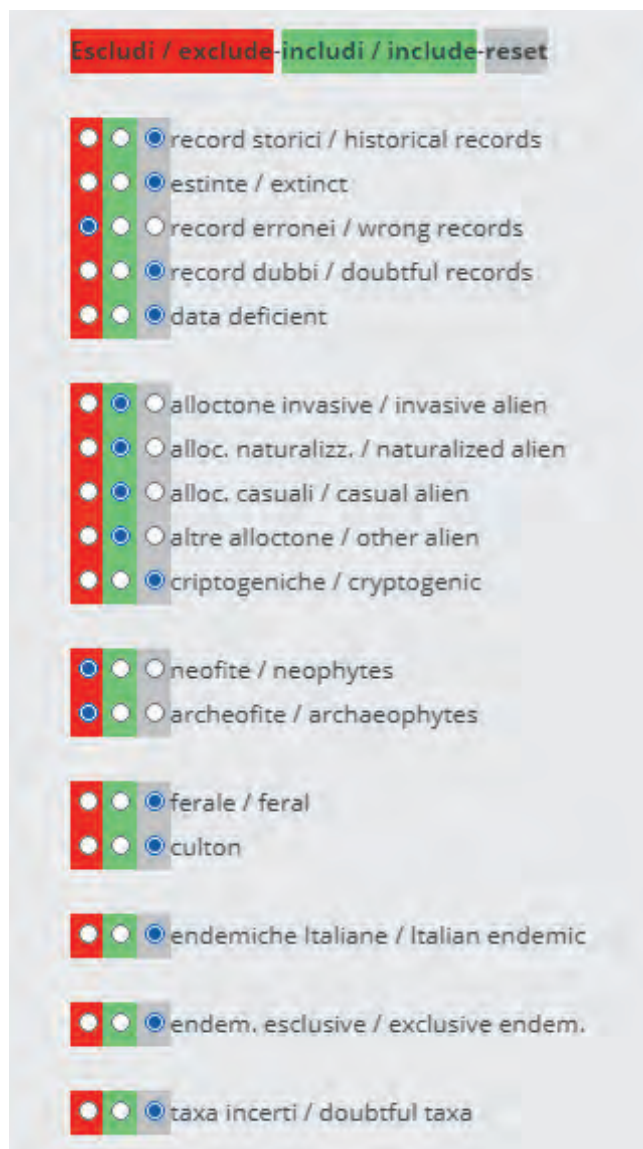 Escludi / exclude-includi / include-reset
record storici / historical records
estinte / extinct
record erronei / wrong records
record dubbi / doubtful records
data deficient
alloctone invasive / invasive alien
alloc. naturalizz. / naturalized alien
alloc. casuali / casual alien
altre alloctone / other alien
criptogeniche / cryptogenic
neofite / neophytes
archeofite / archaeophytes
ferale / feral
culton
endemiche Italiane / Italian endemic
endem. esclusive / exclusive endem.
taxa incerti / doubtful taxa